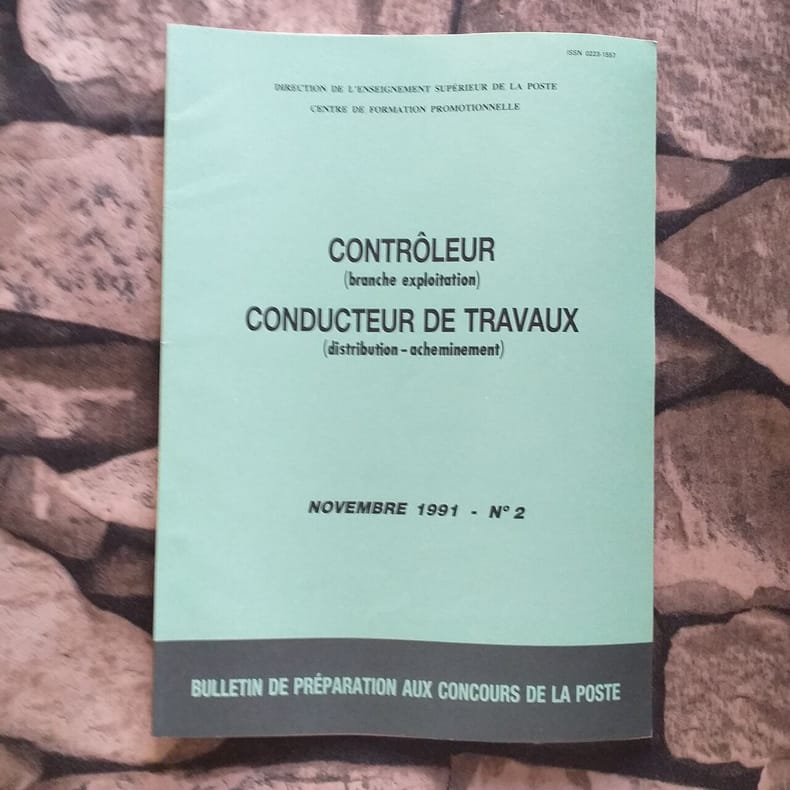 ISSN 0223-1557
DIRECTION DE L'ENSEIGNEMENT SUPÉRIEUR DE LA POSTE
CENTRE DE FORMATION PROMOTIONNELLE
CONTRÔLEUR
(branche exploitation)
CONDUCTEUR DE TRAVAUX
(distribution - acheminement)
NOVEMBRE 1991 - N° 2
BULLETIN DE PRÉPARATION AUX CONCOURS DE LA POSTE